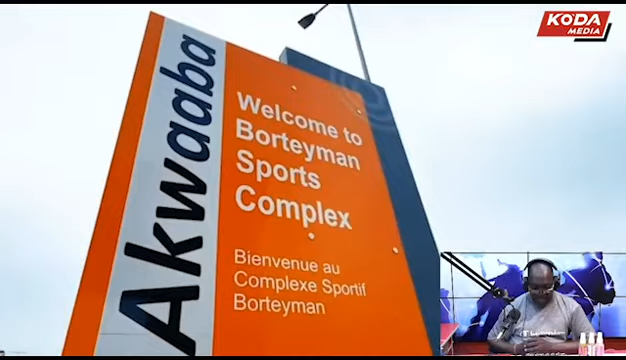 KODA
MEDIA
Akwaaba
Welcome to
Borteyman
Sports
Complex
Bienvenue au
Complexe Sportif
Borteyman